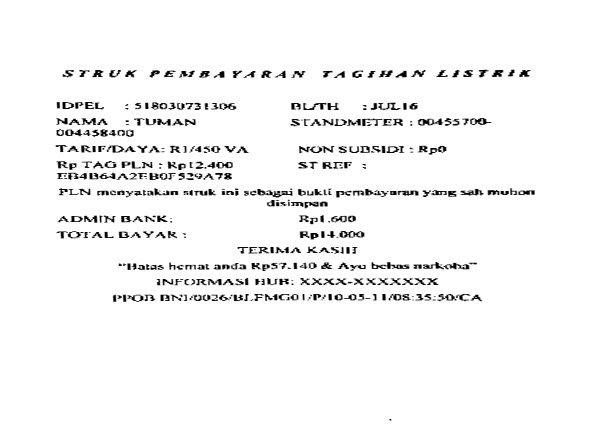 STRUK PEMBAYARAN TAGIHAN LISTRIK
IDPEL : 518030731306 BL/TH : JUL16
NAMA : TUMAN STANDMETER : 00455700-
004458400
TARIF/DAYA: R1/450 VA NON SUBSIDI : Rp0
Rp TAG PLN : Rp12.400 ST REF :
EB4B64A2EB0F529A78
PLN menyatakan struk ini sebagai bukti pembayaran yang sah mohon
disimpan
ADMIN BANK: Rp1.600
TOTAL BAYAR : Rp14.000
TERIMA KASIH
"Batas hemat anda Rp57.140 & Ayo bebas narkoba"
INFORMASI HUB: XXXX-XXXXXXX
PPOB BNI/0026/BLFMG01/P/10-05-11/08:35:50/CA